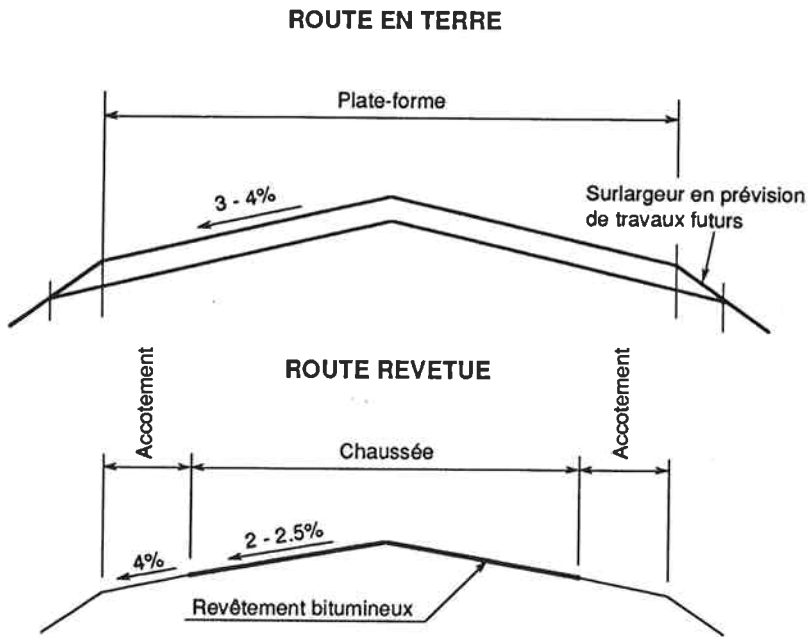 ROUTE EN TERRE
Plate-forme
3 - 4%
Surlargeur en prévision
de travaux futurs
ROUTE REVETUE
Accotement
Chaussée
Accotement
4%
2 - 2.5%
Revêtement bitumineux